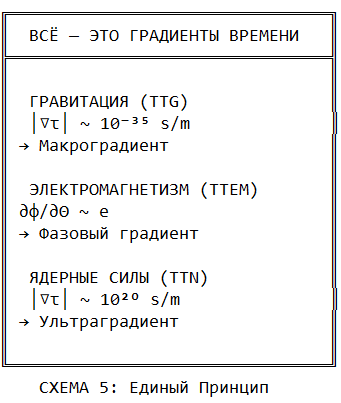 ВСЁ — ЭТО ГРАДИЕНТЫ ВРЕМЕНИ
ГРАВИТАЦИЯ (TTG)
|∇τ| ~ 10⁻³⁵ s/m
→ Макроградиент
ЭЛЕКТРОМАГНЕТИЗМ (TTEM)
∂ϕ/∂Θ ~ e
→ Фазовый градиент
ЯДЕРНЫЕ СИЛЫ (TTN)
|∇τ| ~ 10²⁰ s/m
→ Ультраградиент
СХЕМА 5: Единый Принцип